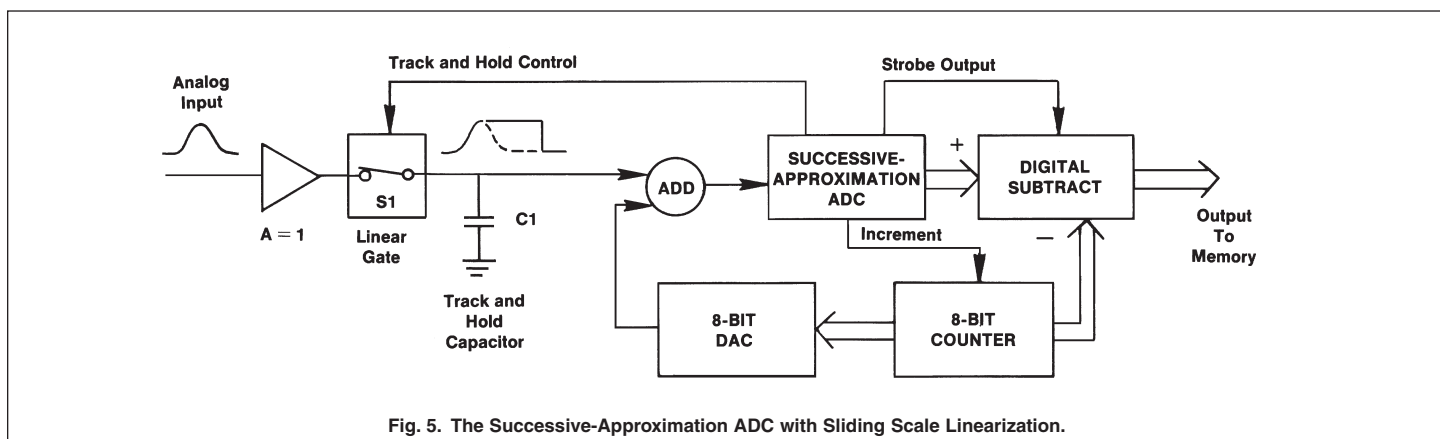 Track and Hold Control
Strobe Output
Analog
Input
A = 1
S1
Linear
Gate
C1
Track and
Hold
Capacitor
ADD
SUCCESSIVE-
APPROXIMATION
ADC
+
DIGITAL
SUBTRACT
Output
To
Memory
Increment
−
8-BIT
DAC
8-BIT
COUNTER
Fig. 5. The Successive-Approximation ADC with Sliding Scale Linearization.